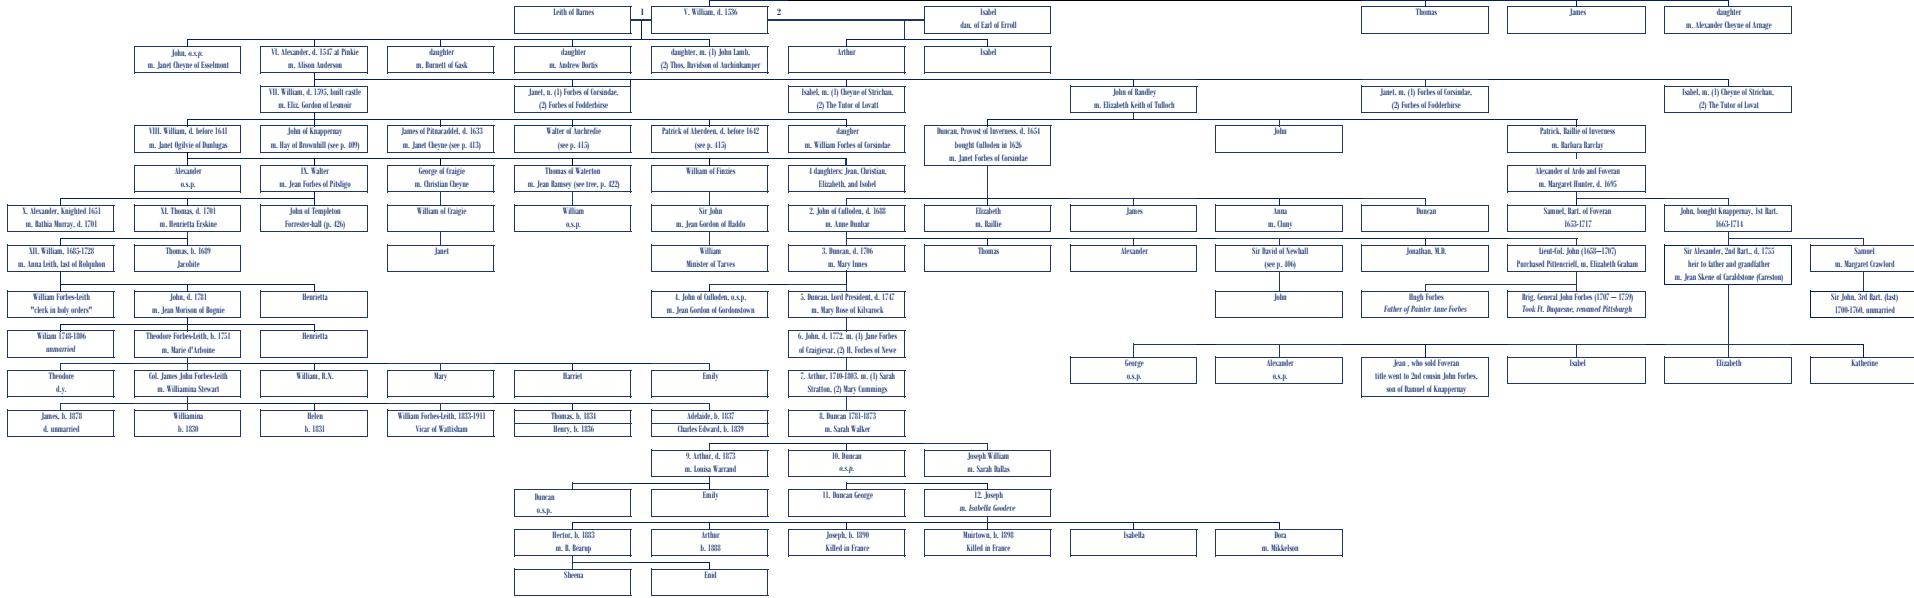 Leith of Barnes
1
V. William, d. 1536
2
Isabel
dau. of Earl of Erroll
Thomas
James
daughter
m. Alexander Cheyne of Arnage
John, o.s.p.
m. Janet Cheyne of Esselmont
VI. Alexander, d. 1547 at Pinkie
m. Alison Anderson
daughter
m. Burnett of Gask
daughter
m. Andrew Dortis
daughter, m. (1) John Lamb,
(2) Thos. Davidson of Auchinhamper
Arthur
Isabel
VII. William, d. 1595, built castle
m. Eliz. Gordon of Lesmoir
Janet, n. (1) Forbes of Corsindae,
(2) Forbes of Fodderbirse
Isabel, m. (1) Cheyne of Strichan,
(2) The Tutor of Lovatt
John of Bandley
m. Elizabeth Keith of Tulloch
Janet, m. (1) Forbes of Corsindae,
(2) Forbes of Fodderbirse
Isabel, m. (1) Cheyne of Strichan,
(2) The Tutor of Lovat
VIII. William, d. before 1641
m. Janet Ogilvie of Dunlugas
John of Knappernay
m. Hay of Brownhill (see p. 409)
James of Pitnacaddel, d. 1633
m. Janet Cheyne (see p. 413)
Walter of Auchredie
(see p. 415)
Patrick of Aberdeen, d. before 1642
(see p. 415)
daugher
m. William Forbes of Corsindae
Duncan, Provost of Inverness, d. 1654
bought Culloden in 1626
m. Janet Forbes of Corsindae
John
Patrick, Baillie of Inverness
m. Barbara Barclay
Alexander
o.s.p.
IX. Walter
m. Jean Forbes of Pitsligo
George of Craigie
m. Christian Cheyne
Thomas of Waterton
m. Jean Ramsey (see tree, p. 422)
William of Finzies
4 daughters: Jean, Christian,
Elizabeth, and Isobel
Alexander of Ardo and Foveran
m. Margaret Hunter, d. 1695
X. Alexander, Knighted 1651
m. Bathia Murray, d. 1701
XI. Thomas, d. 1701
m. Henrietta Erskine
John of Templeton
Forrester-hall (p. 426)
William of Craigie
William
o.s.p.
Sir John
m. Jean Gordon of Haddo
2. John of Culloden, d. 1688
m. Anne Dunbar
Elizabeth
m. Baillie
James
Anna
m. Cluny
Duncan
Samuel, Bart. of Foveran
1653-1717
John, bought Knappernay, 1st Bart.
1663-1714
XII. William, 1685-1728
m. Anna Leith, last of Bolquhon
Thomas, b. 1689
Jacobite
Janet
William
Minister of Tarves
3. Duncan, d. 1706
m. Mary Innes
Thomas
Alexander
Sir David of Newhall
(see p. 406)
Jonathan, M.D.
Lieut-Col. John (1658–1707)
Purchased Pittencrieff, m. Elizabeth Graham
Sir Alexander, 2nd Bart., d. 1755
heir to father and grandfather
m. Jean Skene of Caraldstone (Careston)
Samuel
m. Margaret Crawford
William Forbes-Leith
"clerk in holy orders"
John, d. 1781
m. Jean Morison of Bognie
Henrietta
4. John of Culloden, o.s.p.
m. Jean Gordon of Gordonstown
5. Duncan, Lord President, d. 1747
m. Mary Rose of Kilvarock
John
Hugh Forbes
Father of Painter Anne Forbes
Brig. General John Forbes (1707 – 1759)
Took Ft. Duquesne, renamed Pittsburgh
Sir John, 3rd Bart. (last)
1700-1760, unmarried
Wiliam 1748-1806
unmarried
Theodore Forbes-Leith, b. 1751
m. Marie d'Arboine
Henrietta
6. John, d. 1772. m. (1) Jane Forbes
of Craigievar, (2) H. Forbes of Newe
Theodore
d.y.
Col. James John Forbes-Leith
m. Williamina Stewart
William, R.N.
Mary
Harriet
Emily
7. Arthur, 1740-1803. m. (1) Sarah
Stratton, (2) Mary Cummings
George
o.s.p.
Alexander
o.s.p.
Jean , who sold Foveran
title went to 2nd cousin John Forbes,
son of Damuel of Knappernay
Isabel
Elizabeth
Katherine
James, b. 1878
d. unmarried
Williamina
b. 1830
Helen
b. 1831
William Forbes-Leith, 1833-1911
Vicar of Wattisham
Thomas, b. 1834
Henry, b. 1836
Adelaide, b. 1837
Charles Edward, b. 1839
8. Duncan 1781-1873
m. Sarah Walker
9. Arthur, d. 1873
m. Louisa Warrand
10. Duncan
o.s.p.
Joseph William
m. Sarah Dallas
Duncan
o.s.p.
Emily
11. Duncan George
12. Joseph
m. Isabella Goodeve
Hector, b. 1883
m. B. Bearup
Arthur
b. 1888
Joseph, b. 1890
Killed in France
Muirtown, b. 1898
Killed in France
Isabella
Dora
m. Mikkelson
Sheena
Enid